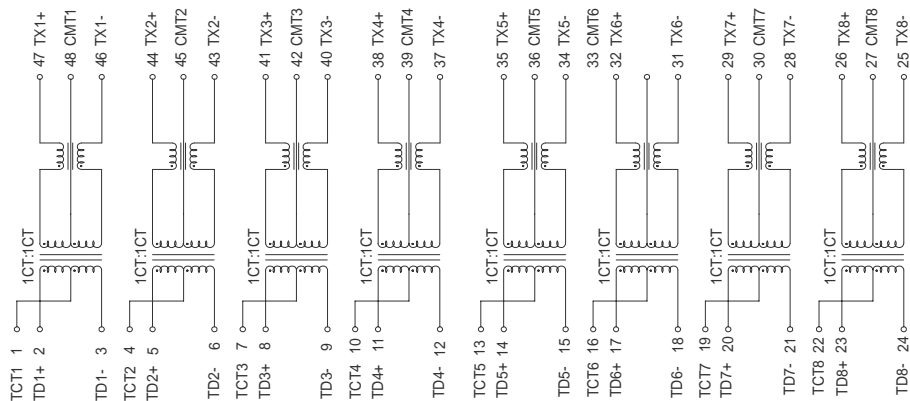 47 TX1+
48 CMT1
46 TX1-
44 TX2+
45 CMT2
43 TX2-
41 TX3+
42 CMT3
40 TX3-
38 TX4+
39 CMT4
37 TX4-
35 TX5+
36 CMT5
34 TX5-
33 CMT6
32 TX6+
31 TX6-
29 TX7+
30 CMT7
28 TX7-
26 TX8+
27 CMT8
25 TX8-
1CT:1CT
1CT:1CT
1CT:1CT
1CT:1CT
1CT:1CT
1CT:1CT
1CT:1CT
1CT:1CT
TCT1 1
TD1+ 2
TD1- 3
TCT2 4
TD2+ 5
TD2- 6
TCT3 7
TD3+ 8
TD3- 9
TCT4 10
TD4+ 11
TD4- 12
TCT5 13
TD5+ 14
TD5- 15
TCT6 16
TD6+ 17
TD6- 18
TCT7 19
TD7+ 20
TD7- 21
TCT8 22
TD8+ 23
TD8- 24